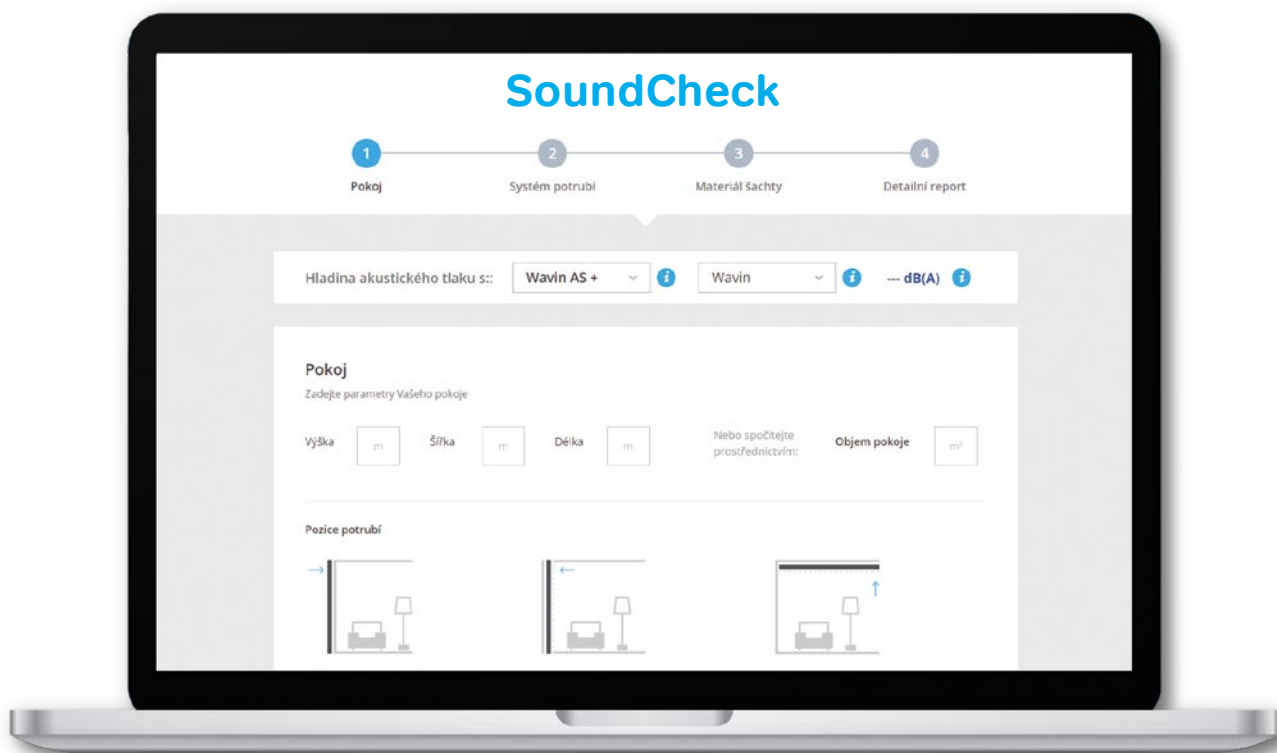 SoundCheck
1 2 3 4
Pokoj Systém potrubí Materiál šachty Detailní report
Hladina akustického tlaku s:: Wavin AS + i Wavin i --- dB(A) i
Pokoj
Zadejte parametry Vašeho pokoje
Výška m Šířka m Délka m Nebo spočítejte prostřednictvím: Objem pokoje m³
Pozice potrubí